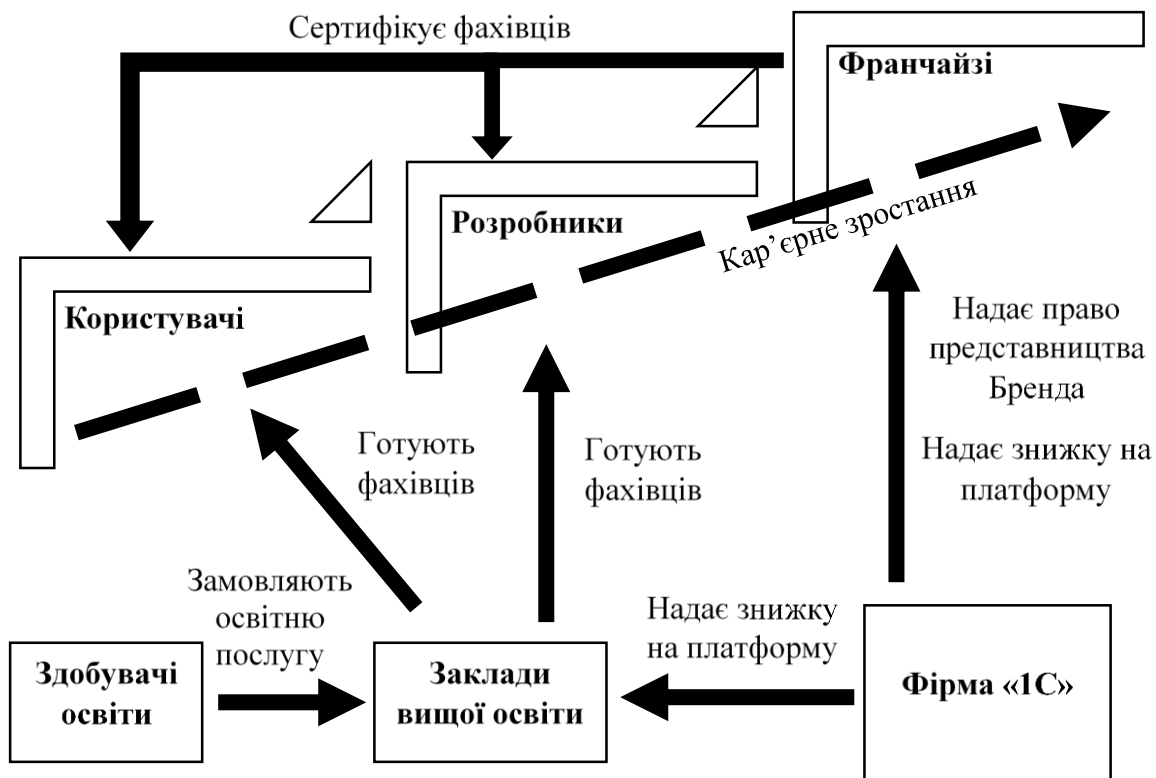 Сертифікує фахівців
Франчайзі
Розробники
Кар’єрне зростання
Користувачі
Надає право
представництва
Бренда
Готують
фахівців
Готують
фахівців
Надає знижку на
платформу
Замовляють
освітню
послугу
Надає знижку
на платформу
Здобувачі
освіти
Заклади
вищої освіти
Фірма «1С»